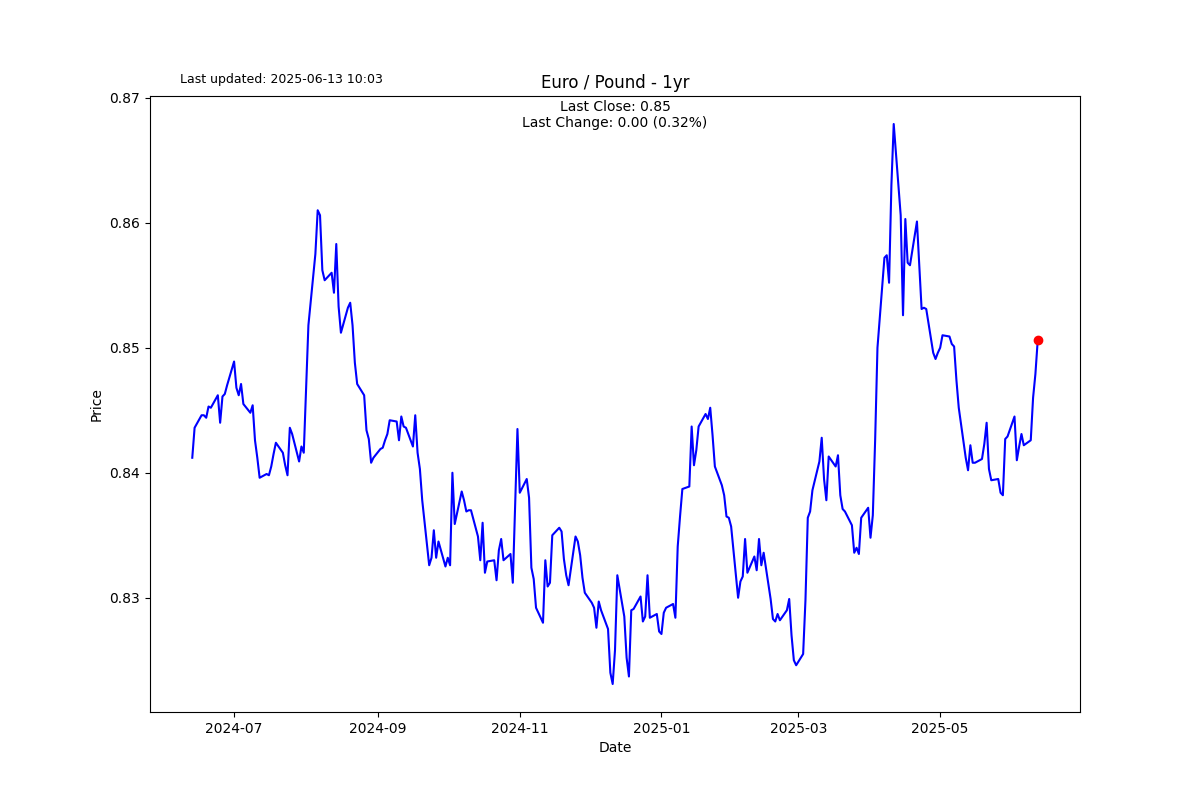 Last updated: 2025-06-13 10:03
Euro / Pound - 1yr
Last Close: 0.85
Last Change: 0.00 (0.32%)
Price
0.87
0.86
0.85
0.84
0.83
2024-07
2024-09
2024-11
2025-01
2025-03
2025-05
Date